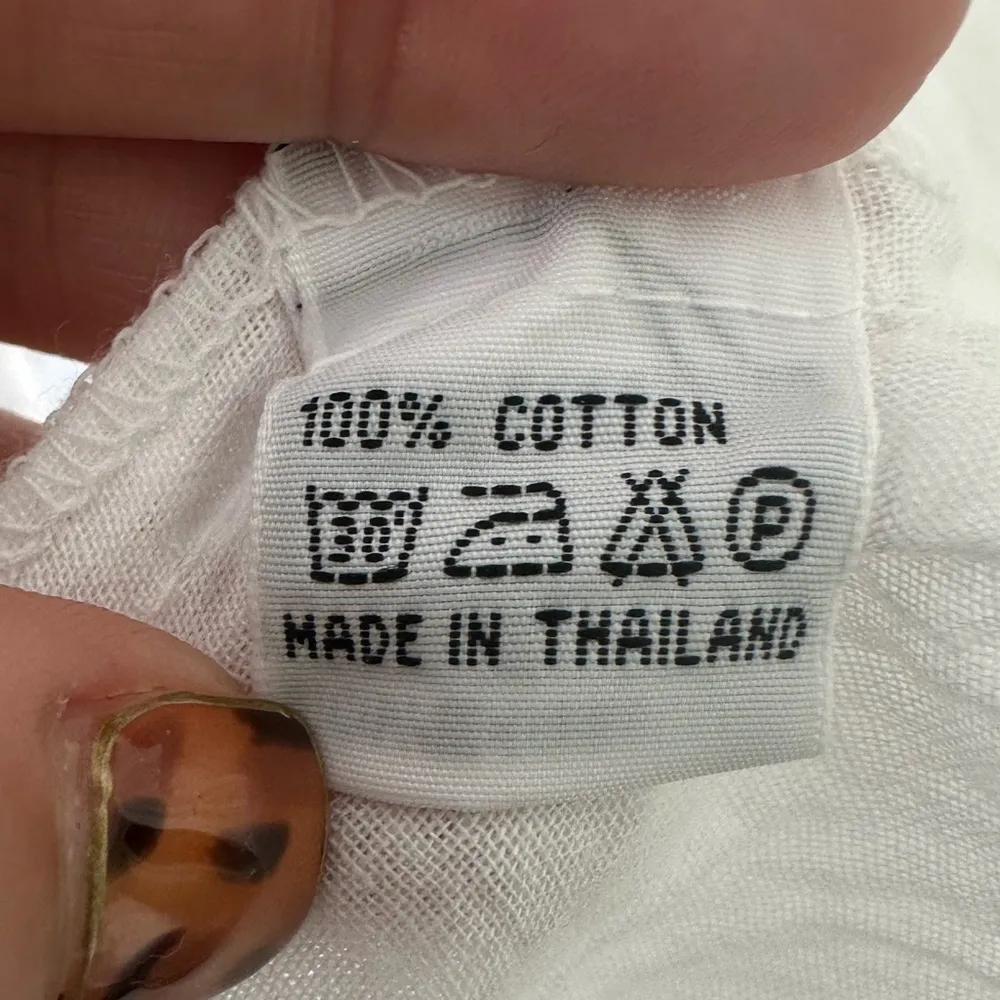 100% COTTON
30° P
MADE IN THAILAND